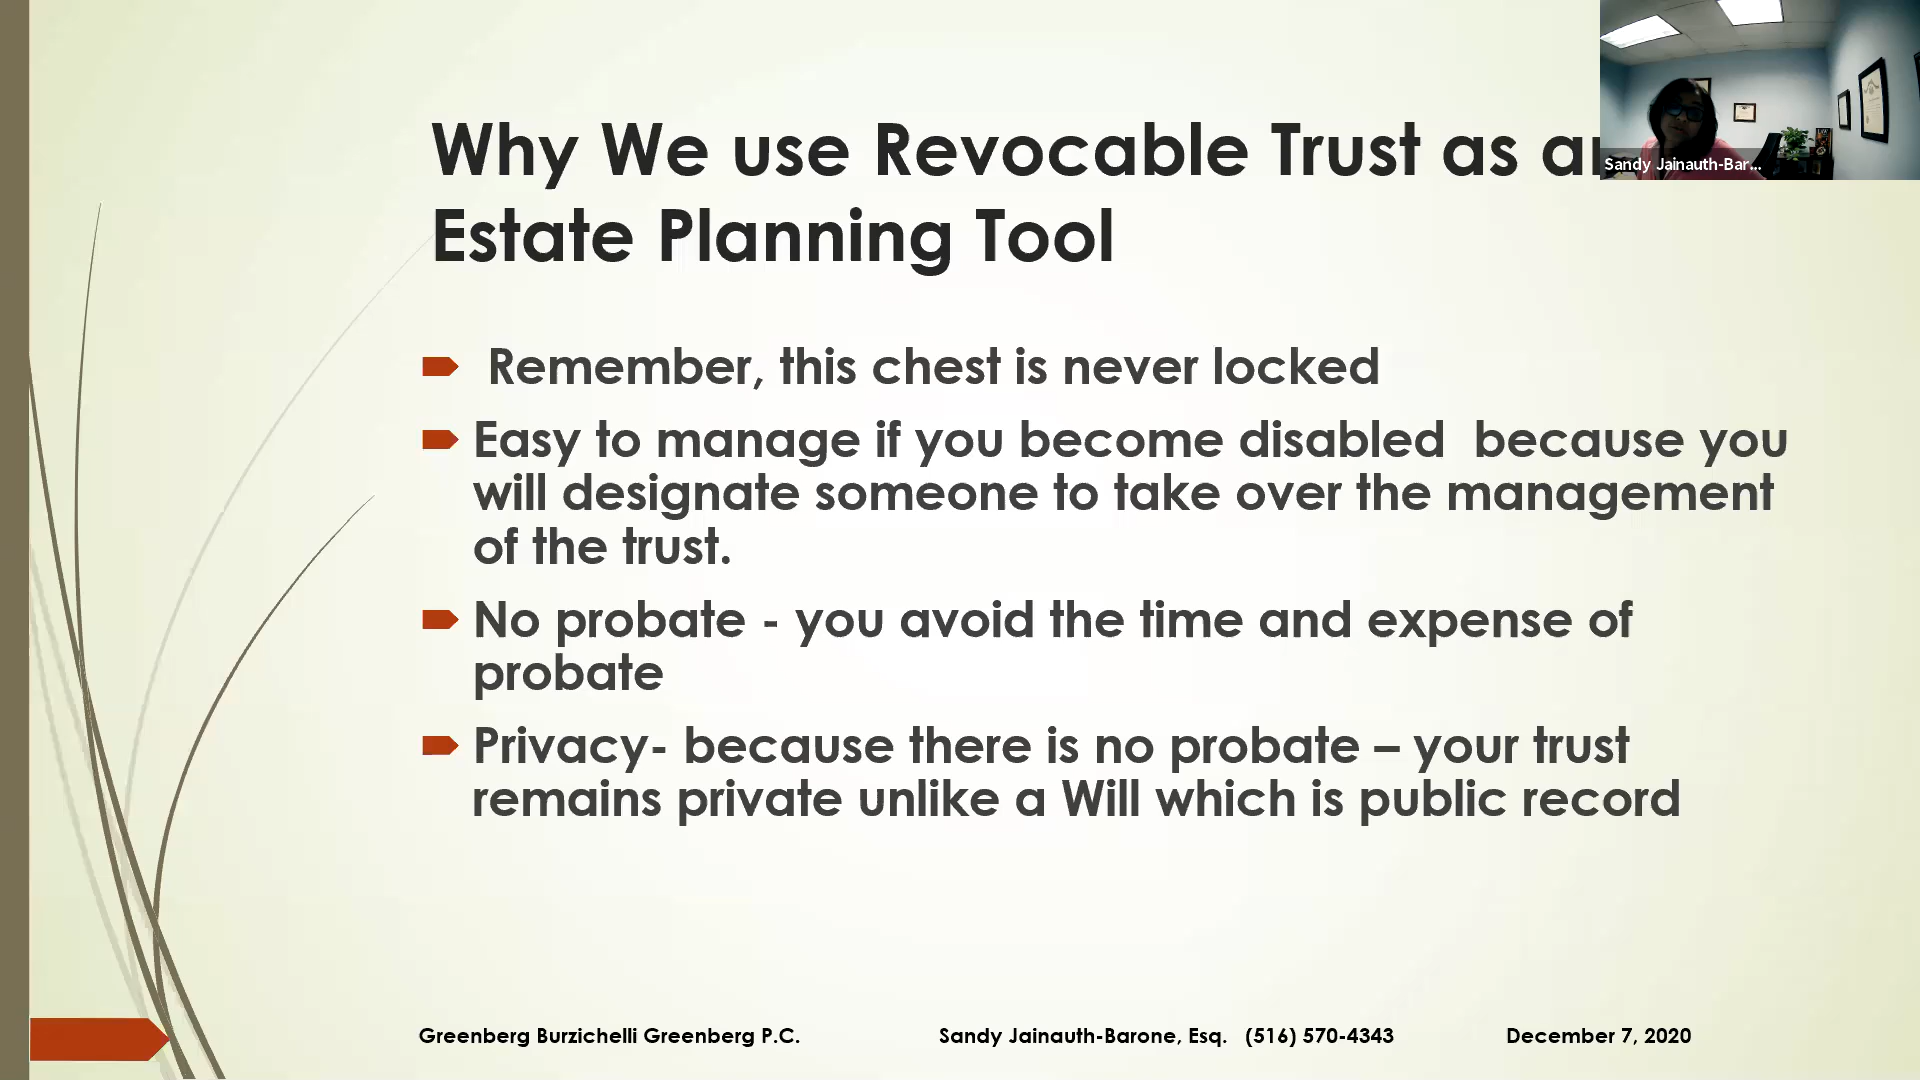 Why We use Revocable Trust as
Estate Planning Tool
Sandy Jainauth-Bar...
Remember, this chest is never locked
Easy to manage if you become disabled  because you
will designate someone to take over the management
of the trust.
No probate - you avoid the time and expense of
probate
Privacy- because there is no probate – your trust
remains private unlike a Will which is public record
Greenberg Burzichelli Greenberg P.C. Sandy Jainauth-Barone, Esq. (516) 570-4343 December 7, 2020